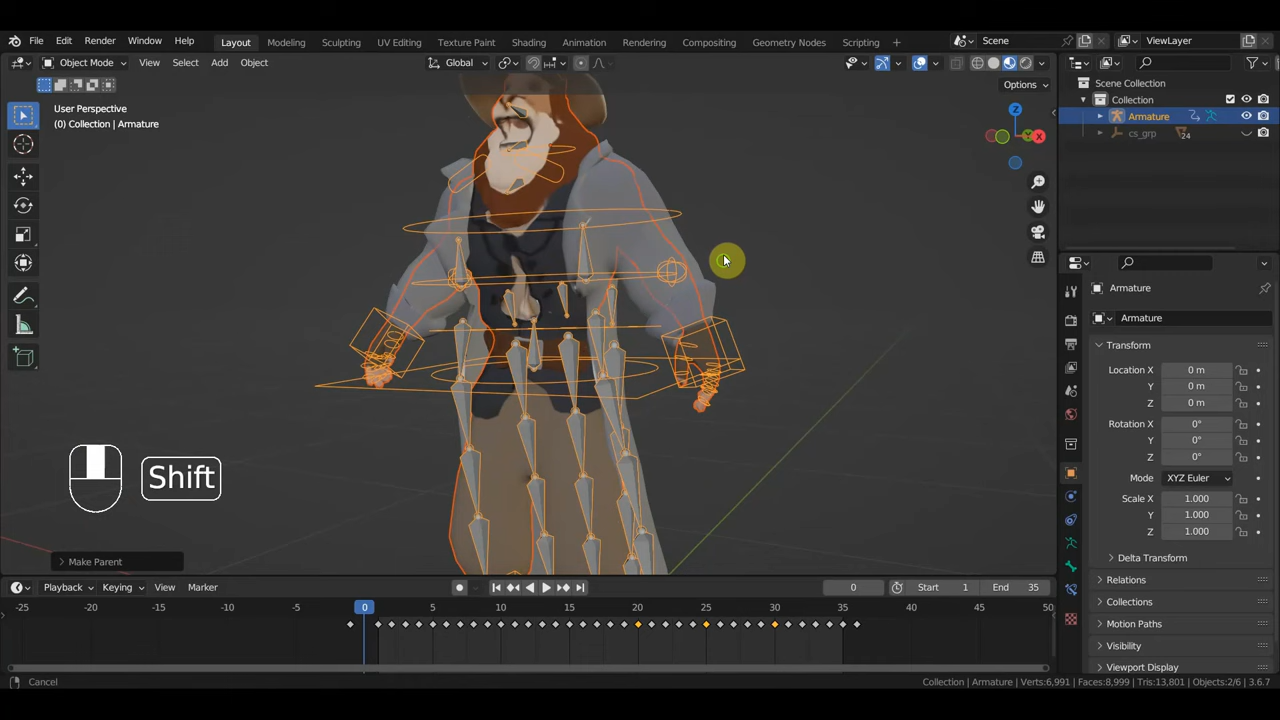 File Edit Render Window Help Layout Modeling Sculpting UV Editing Texture Paint Shading Animation Rendering Compositing Geometry Nodes Scripting + Scene ViewLayer
Object Mode View Select Add Object Global
Options
User Perspective
(0) Collection | Armature
Z
X
Y
Scene Collection
Collection
Armature
cs_grp 24
Armature
Armature
Transform
Location X 0 m
Y 0 m
Z 0 m
Rotation X 0°
Y 0°
Z 0°
Mode XYZ Euler
Scale X 1.000
Y 1.000
Z 1.000
Delta Transform
Relations
Collections
Motion Paths
Visibility
Viewport Display
Shift
Make Parent
Playback Keying View Marker 0 Start 1 End 35
-25 -20 -15 -10 -5 0 5 10 15 20 25 30 35 40 45 50
Cancel
Collection | Armature Verts:6,991 | Faces:8,999 | Tris:13,801 | Objects:2/6 | 3.6.7